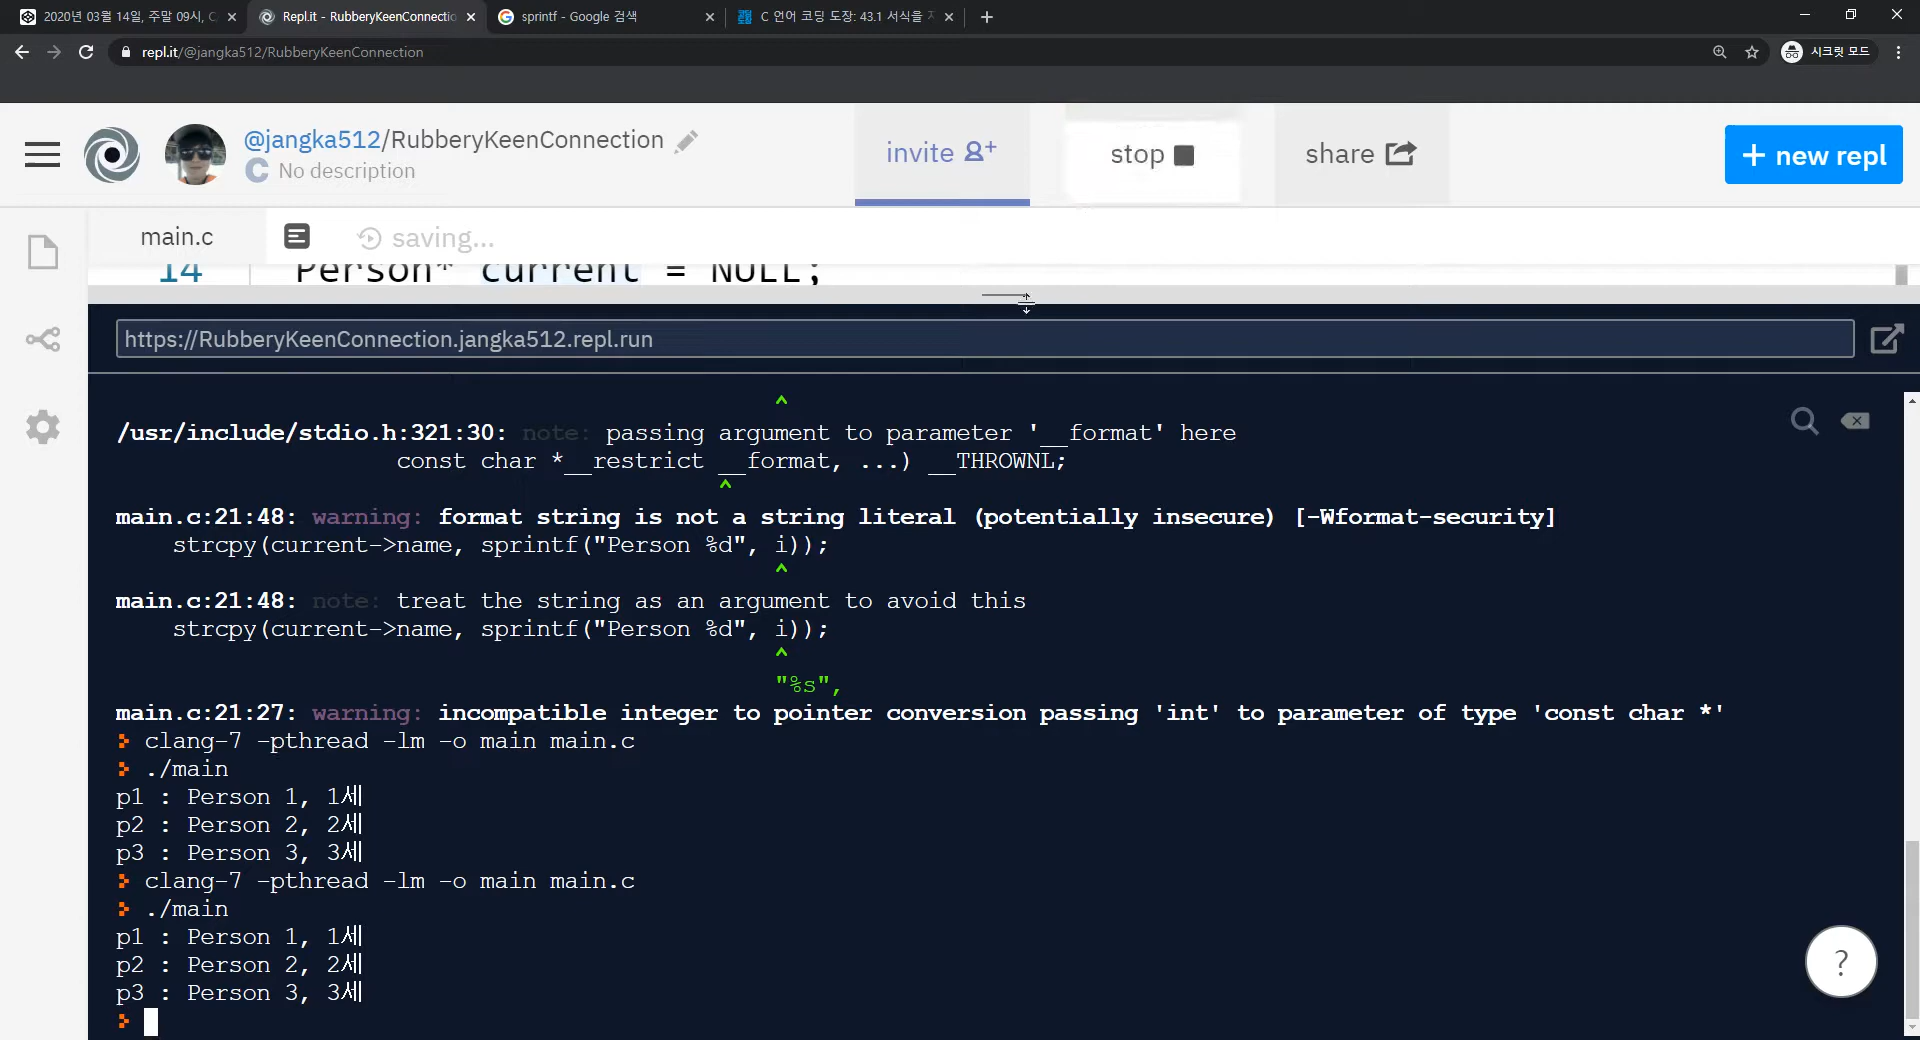 2020년 03월 14일, 주말 09시, C
Repl.it - RubberyKeenConnectio
sprintf - Google 검색
C 언어 코딩 도장: 43.1 서식을 지
repl.it/@jangka512/RubberyKeenConnection
시크릿 모드
@jangka512/RubberyKeenConnection
No description
invite
stop
share
+ new repl
main.c
saving...
14 Person* current = NULL;
https://RubberyKeenConnection.jangka512.repl.run
^
/usr/include/stdio.h:321:30: note: passing argument to parameter '__format' here
const char *__restrict __format, ...) __THROWNL;
^
main.c:21:48: warning: format string is not a string literal (potentially insecure) [-Wformat-security]
strcpy(current->name, sprintf("Person %d", i));
^
main.c:21:48: note: treat the string as an argument to avoid this
strcpy(current->name, sprintf("Person %d", i));
^
"%s",
main.c:21:27: warning: incompatible integer to pointer conversion passing 'int' to parameter of type 'const char *'
clang-7 -pthread -lm -o main main.c
./main
p1 : Person 1, 1세
p2 : Person 2, 2세
p3 : Person 3, 3세
clang-7 -pthread -lm -o main main.c
./main
p1 : Person 1, 1세
p2 : Person 2, 2세
p3 : Person 3, 3세
?